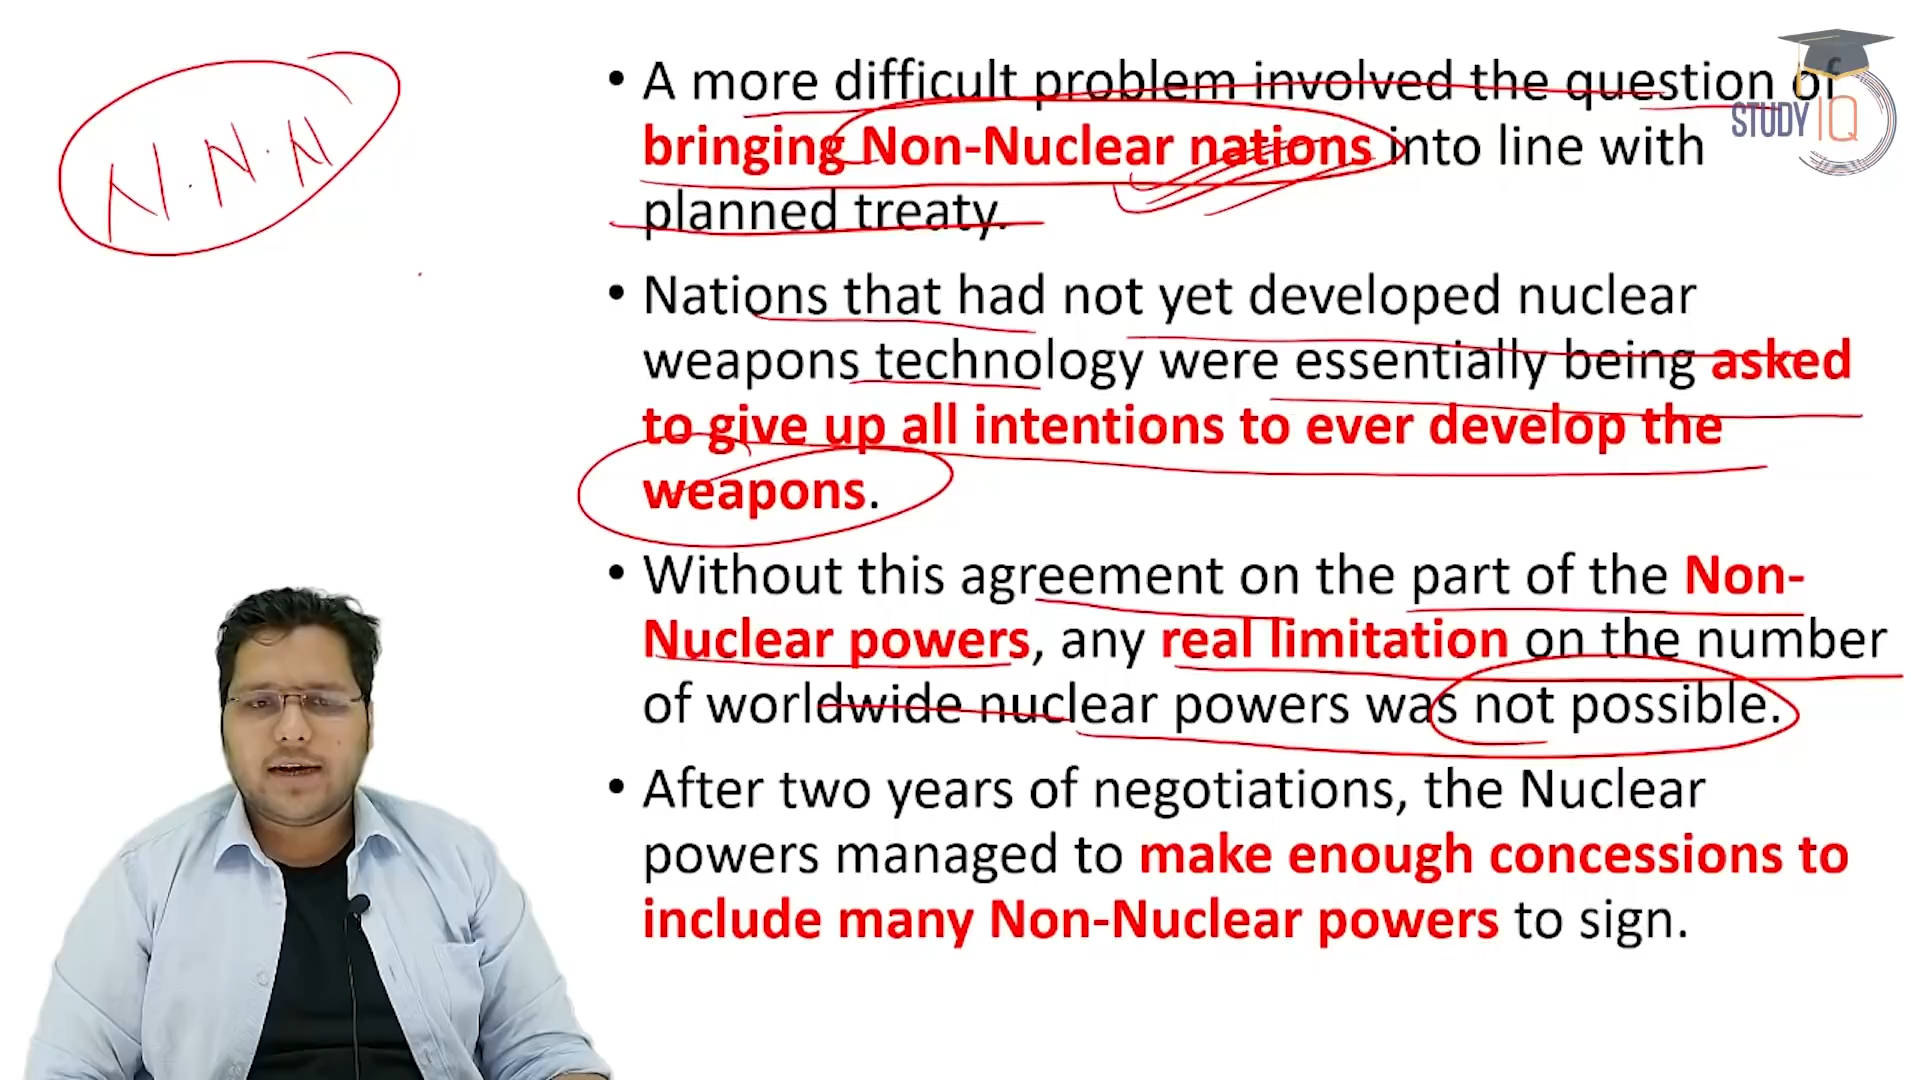 N.N.N
• A more difficult problem involved the question of
bringing Non-Nuclear nations into line with
planned treaty.
• Nations that had not yet developed nuclear
weapons technology were essentially being asked
to give up all intentions to ever develop the
weapons.
• Without this agreement on the part of the Non-
Nuclear powers, any real limitation on the number
of worldwide nuclear powers was not possible.
• After two years of negotiations, the Nuclear
powers managed to make enough concessions to
include many Non-Nuclear powers to sign.
STUDY IQ